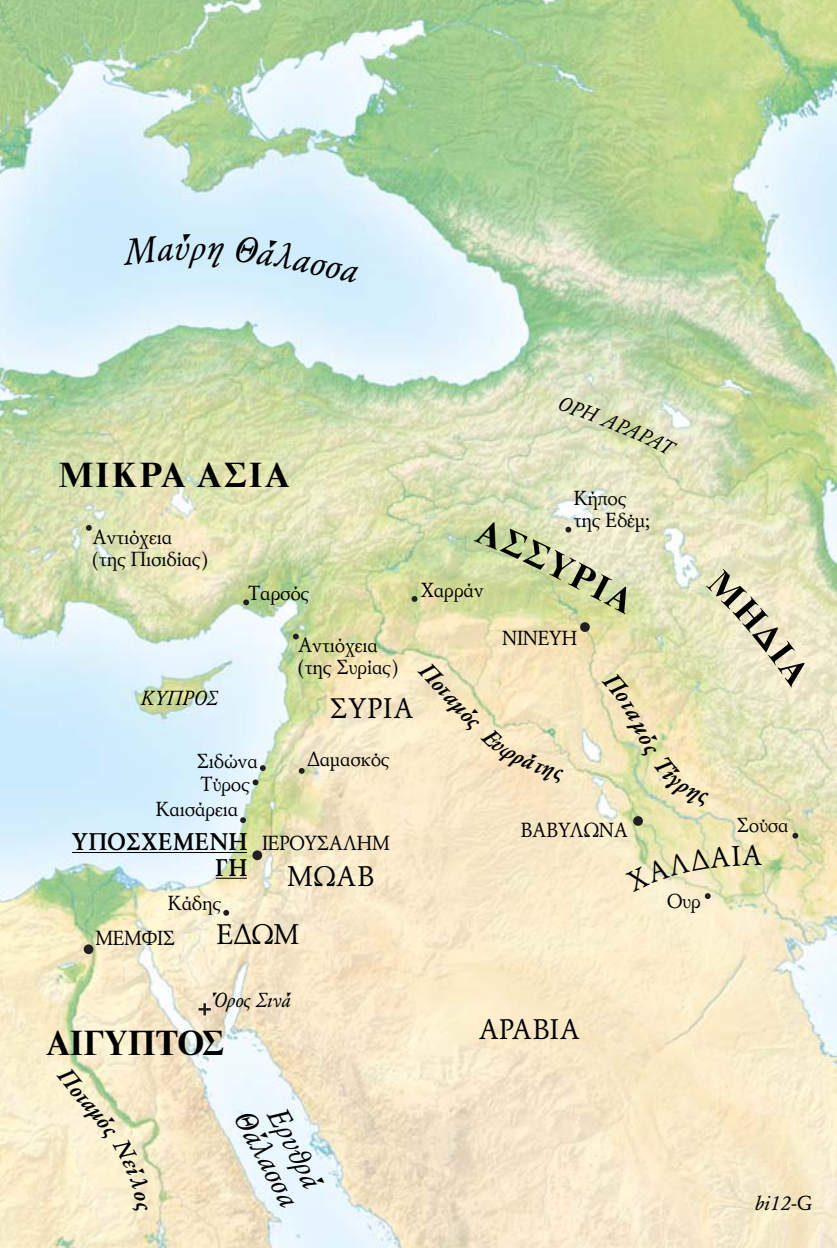 Μαύρη Θάλασσα
ΟΡΗ ΑΡΑΡΑΤ
ΜΙΚΡΑ ΑΣΙΑ
Κήπος
της Εδέμ;
Αντιόχεια
(της Πισιδίας)
ΑΣΣΥΡΙΑ
ΜΗΔΙΑ
Ταρσός
Χαρράν
ΝΙΝΕΥΗ
Αντιόχεια
(της Συρίας)
ΚΥΠΡΟΣ
ΣΥΡΙΑ
Ποταμός Ευφράτης
Ποταμός Τίγρης
Σιδώνα
Δαμασκός
Τύρος
Καισάρεια
ΒΑΒΥΛΩΝΑ
Σούσα
ΥΠΟΣΧΕΜΕΝΗ
ΓΗ
ΙΕΡΟΥΣΑΛΗΜ
ΧΑΛΔΑΙΑ
ΜΩΑΒ
Ουρ
Κάδης
ΕΔΩΜ
ΜΕΜΦΙΣ
Όρος Σινά
ΑΡΑΒΙΑ
ΑΙΓΥΠΤΟΣ
Ποταμός Νείλος
Ερυθρά
Θάλασσα
bi12-G